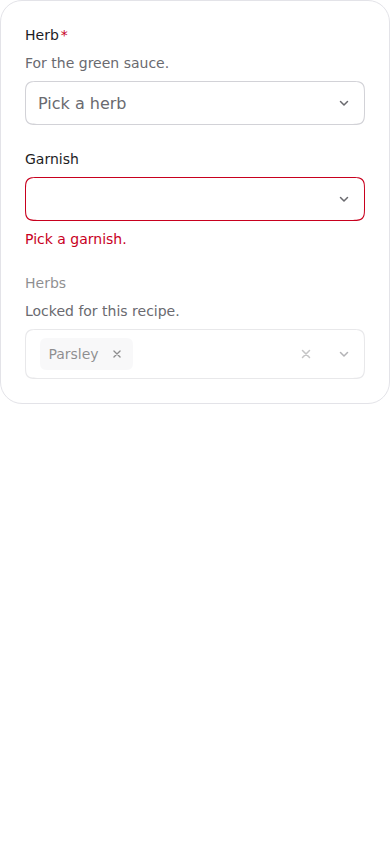 Herb*
For the green sauce.
Pick a herb
Garnish
Pick a garnish.
Herbs
Locked for this recipe.
Parsley